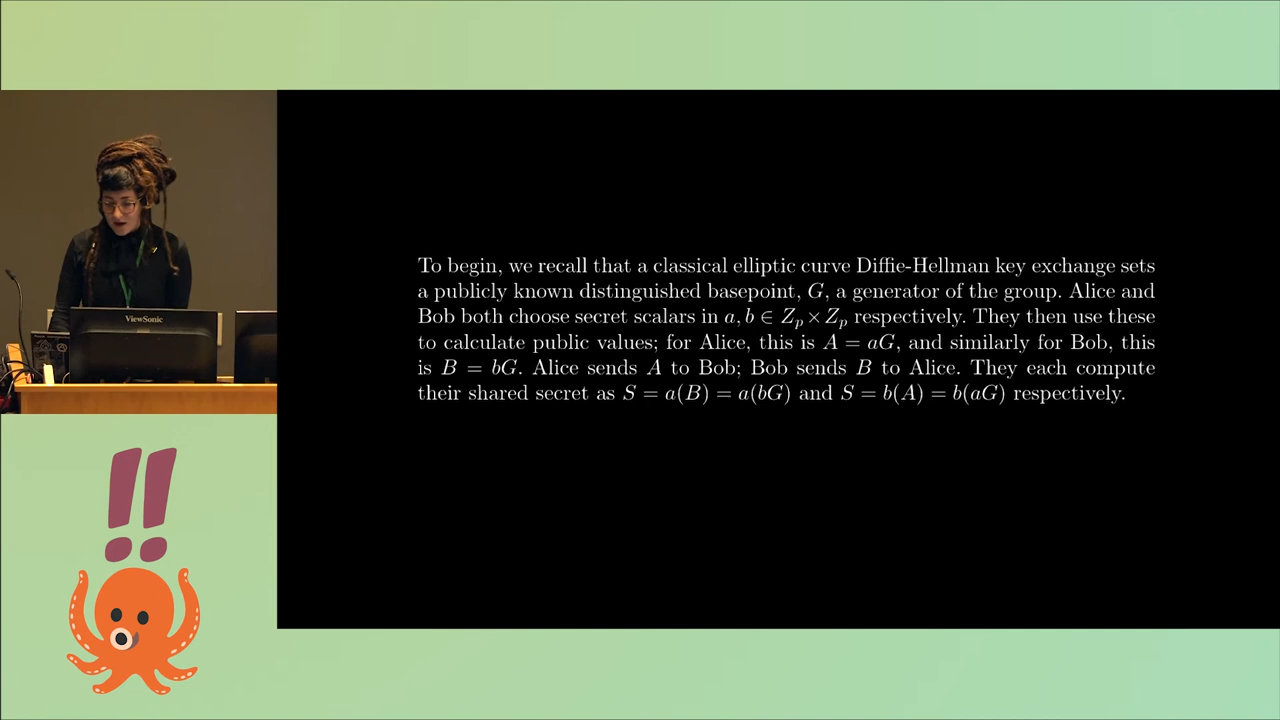 To begin, we recall that a classical elliptic curve Diffie-Hellman key exchange sets
a publicly known distinguished basepoint, G, a generator of the group. Alice and
Bob both choose secret scalars in a, b ∈ Zₚ × Zₚ respectively. They then use these
to calculate public values; for Alice, this is A = aG, and similarly for Bob, this
is B = bG. Alice sends A to Bob; Bob sends B to Alice. They each compute
their shared secret as S = a(B) = a(bG) and S = b(A) = b(aG) respectively.
ViewSonic
!!